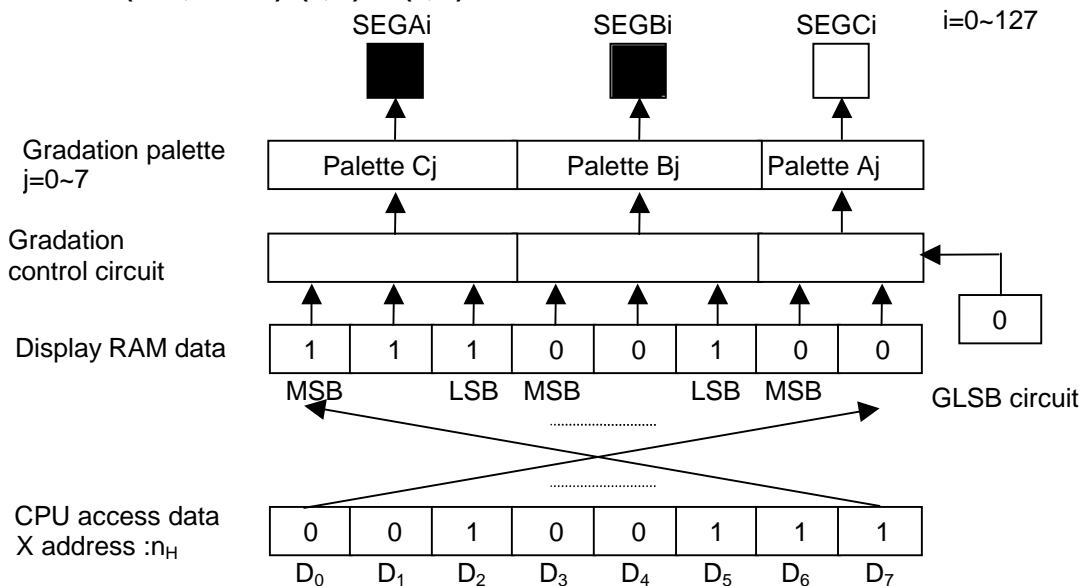 SEGAi SEGBi SEGCi i=0~127
Gradation palette
j=0~7
Palette Cj Palette Bj Palette Aj
Gradation
control circuit
0
Display RAM data 1 1 1 0 0 1 0 0
MSB LSB MSB LSB MSB
GLSB circuit
CPU access data
X address :nH
0 0 1 0 0 1 1 1
D0 D1 D2 D3 D4 D5 D6 D7